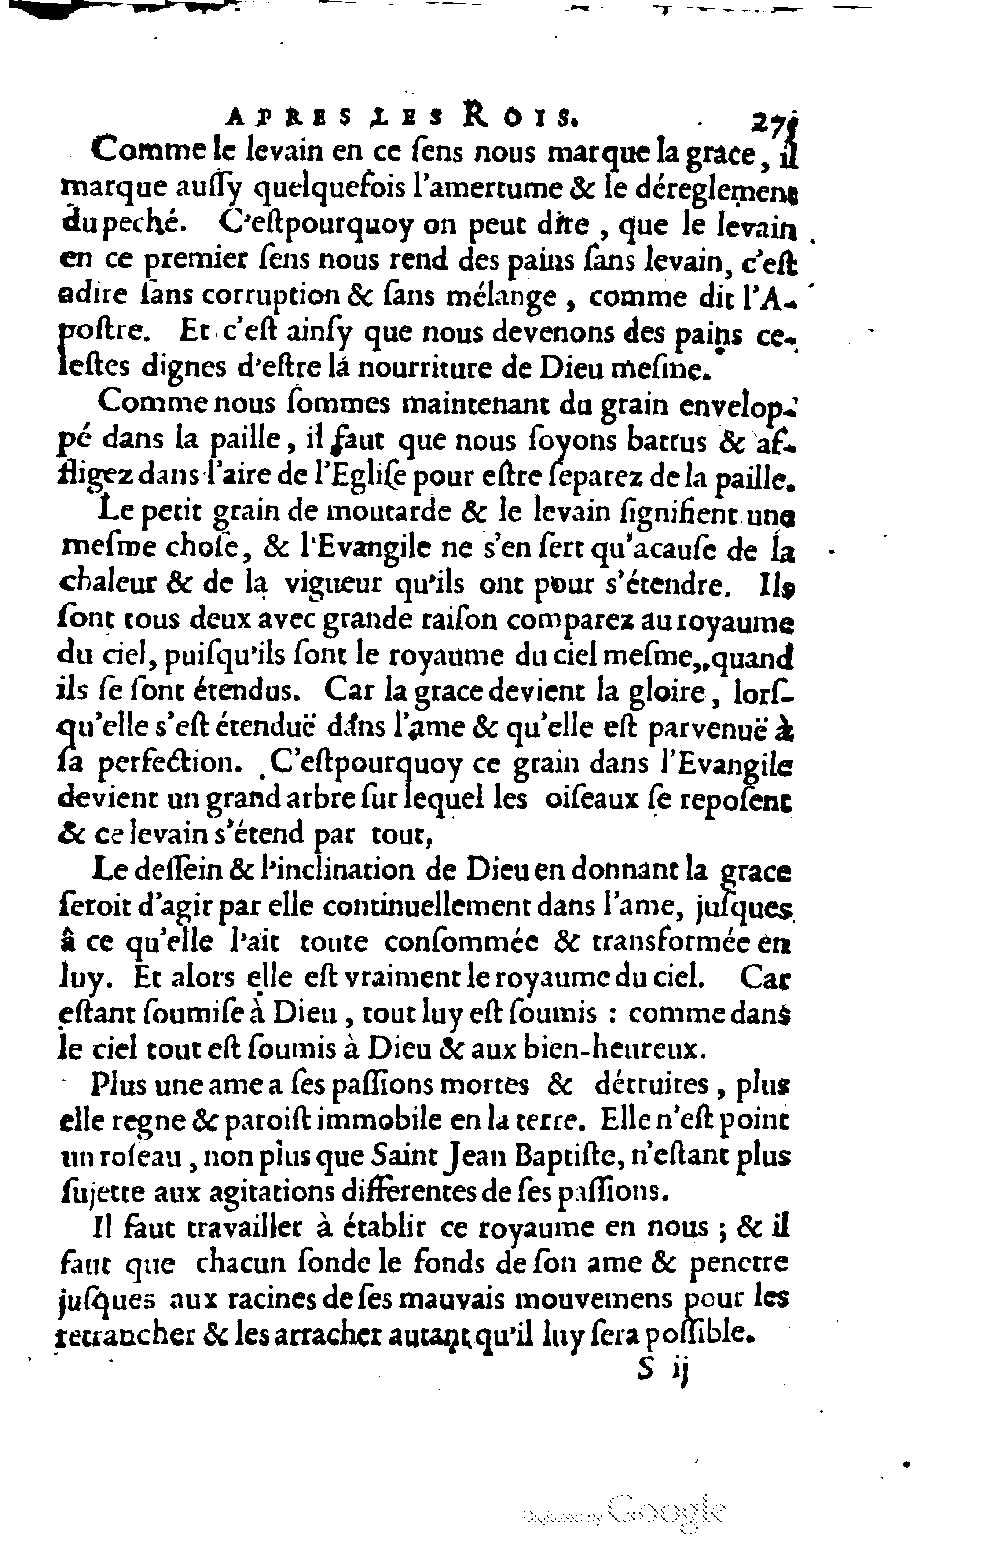 APRES LES ROIS. 275
Comme le levain en ce ſens nous marque la grace, il
marque auſſy quelquefois l'amertume & le déreglement
du peché. C'eſtpourquoy on peut dire, que le levain
en ce premier ſens nous rend des pains ſans levain, c'eſt
adire ſans corruption & ſans mélange, comme dit l'A-
poſtre. Et c'eſt ainſy que nous devenons des pains ce-
leſtes dignes d'eſtre la nourriture de Dieu meſme.
Comme nous ſommes maintenant du grain envelop-
pé dans la paille, il faut que nous ſoyons battus & af-
fligez dans l'aire de l'Egliſe pour eſtre ſeparez de la paille.
Le petit grain de moutarde & le levain ſignifient une
meſme choſe, & l'Evangile ne s'en ſert qu'acauſe de la
chaleur & de la vigueur qu'ils ont pour s'étendre. Ils
ſont tous deux avec grande raiſon comparez au royaume
du ciel, puiſqu'ils ſont le royaume du ciel meſme, quand
ils ſe ſont étendus. Car la grace devient la gloire, lorſ-
qu'elle s'eſt étenduë dans l'ame & qu'elle eſt parvenuë à
ſa perfection. C'eſtpourquoy ce grain dans l'Evangile
devient un grand arbre ſur lequel les oiſeaux ſe repoſent
& ce levain s'étend par tout,
Le deſſein & l'inclination de Dieu en donnant la grace
ſeroit d'agir par elle continuellement dans l'ame, juſques
à ce qu'elle l'ait toute conſommée & transformée en
luy. Et alors elle eſt vraiment le royaume du ciel. Car
eſtant ſoumiſe à Dieu, tout luy eſt ſoumis : comme dans
le ciel tout eſt ſoumis à Dieu & aux bien-heureux.
Plus une ame a ſes paſſions mortes & détruites, plus
elle regne & paroiſt immobile en la terre. Elle n'eſt point
un roſeau, non plus que Saint Jean Baptiſte, n'eſtant plus
ſujette aux agitations differentes de ſes paſſions.
Il faut travailler à établir ce royaume en nous ; & il
faut que chacun ſonde le fonds de ſon ame & penetre
juſques aux racines de ſes mauvais mouvemens pour les
retrancher & les arracher autant qu'il luy ſera poſſible.
S ij
Digitized by Google